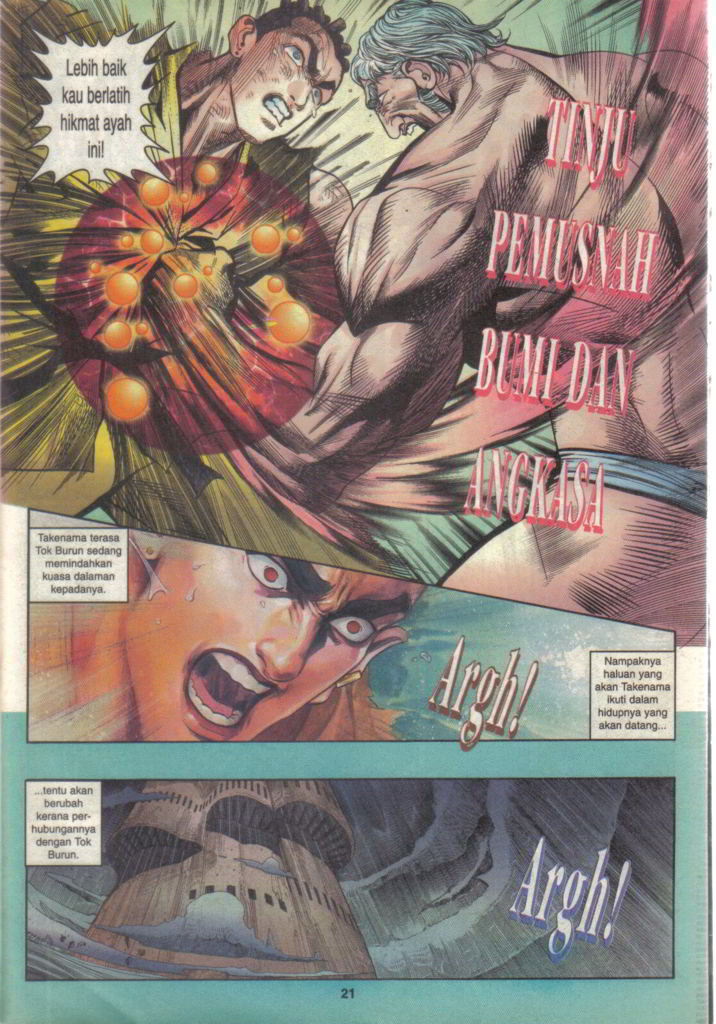 Lebih baik
kau berlatih
hikmat ayah
ini!
TINJU
PEMUSNAH
BUMI DAN
ANGKASA
Takenama terasa
Tok Burun sedang
memindahkan
kuasa dalaman
kepadanya.
Argh!
Nampaknya
haluan yang
akan Takenama
ikuti dalam
hidupnya yang
akan datang...
...tentu akan
berubah
kerana per-
hubungannya
dengan Tok
Burun.
Argh!
21